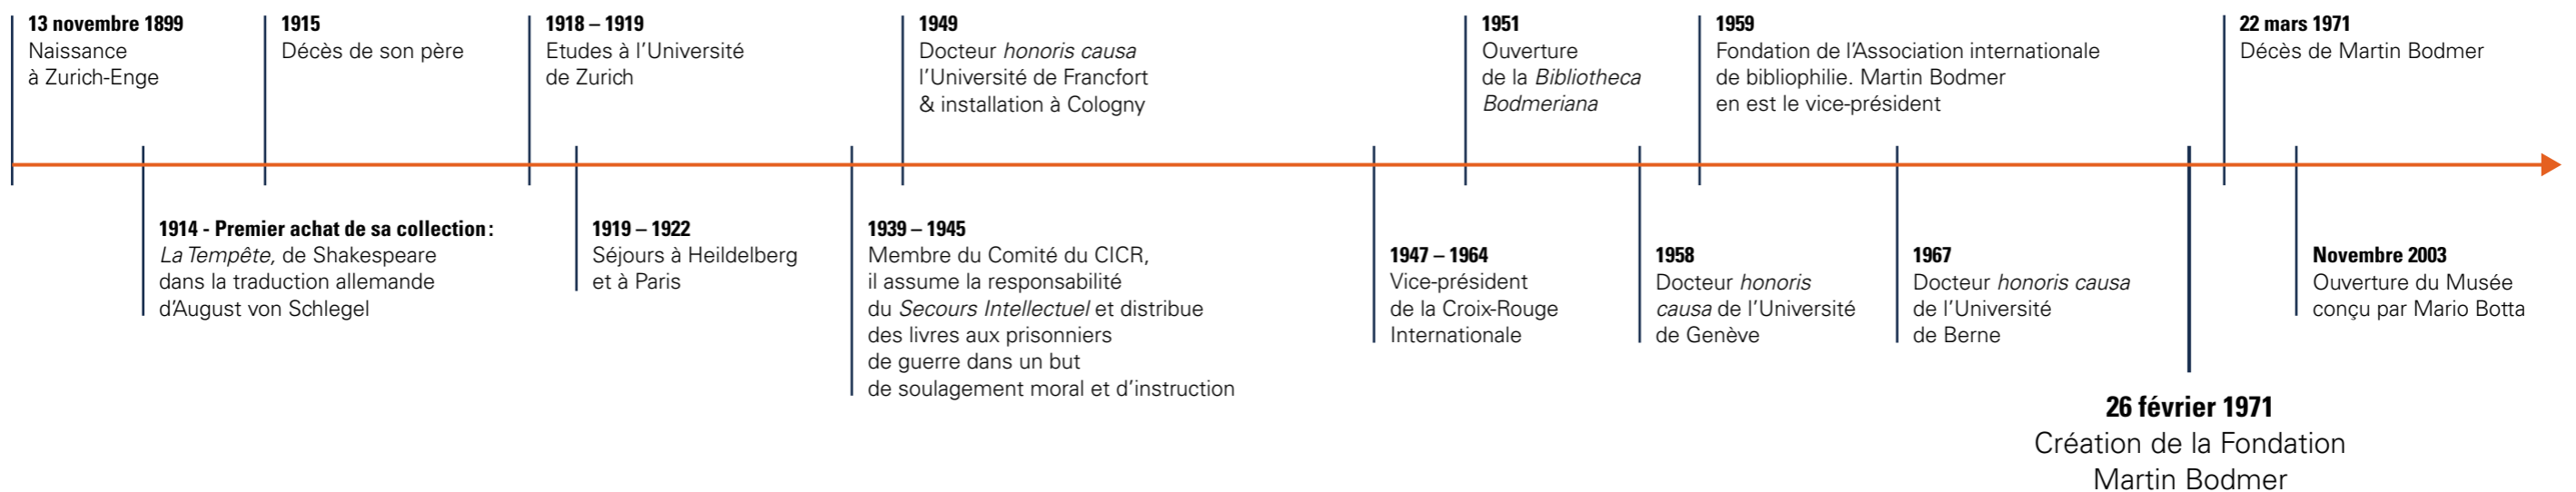 13 novembre 1899
Naissance
à Zurich-Enge
1914 - Premier achat de sa collection :
La Tempête, de Shakespeare
dans la traduction allemande
d’August von Schlegel
1915
Décès de son père
1918 – 1919
Etudes à l’Université
de Zurich
1919 – 1922
Séjours à Heildelberg
et à Paris
1939 – 1945
Membre du Comité du CICR,
il assume la responsabilité
du Secours Intellectuel et distribue
des livres aux prisonniers
de guerre dans un but
de soulagement moral et d’instruction
1949
Docteur honoris causa
l’Université de Francfort
& installation à Cologny
1947 – 1964
Vice-président
de la Croix-Rouge
Internationale
1951
Ouverture
de la Bibliotheca
Bodmeriana
1958
Docteur honoris
causa de l’Université
de Genève
1959
Fondation de l’Association internationale
de bibliophilie. Martin Bodmer
en est le vice-président
1967
Docteur honoris causa
de l’Université
de Berne
26 février 1971
Création de la Fondation
Martin Bodmer
22 mars 1971
Décès de Martin Bodmer
Novembre 2003
Ouverture du Musée
conçu par Mario Botta